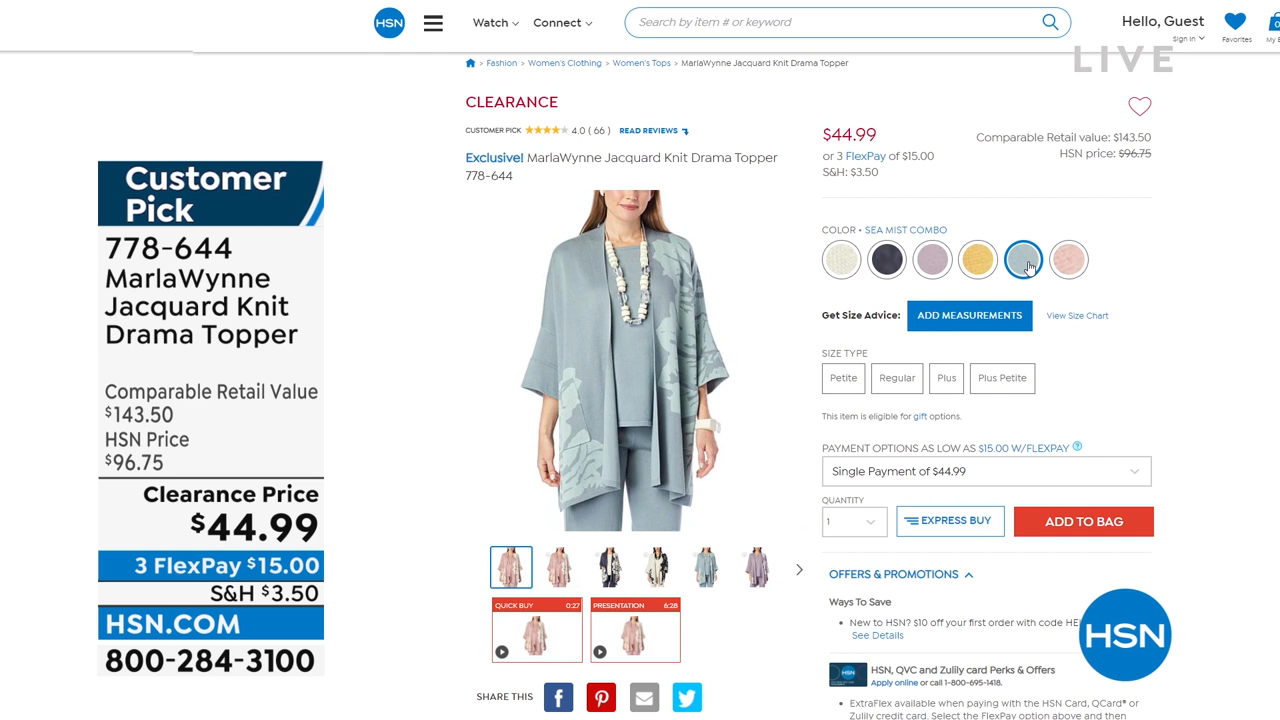 HSN
Watch
Connect
Search by item # or keyword
Hello, Guest
Sign In
Favorites
0
LIVE
> Fashion > Women's Clothing > Women's Tops > MarlaWynne Jacquard Knit Drama Topper
CLEARANCE
CUSTOMER PICK 4.0 ( 66 ) READ REVIEWS
Exclusive! MarlaWynne Jacquard Knit Drama Topper
778-644
$44.99
or 3 FlexPay of $15.00
S&H: $3.50
Comparable Retail value: $143.50
HSN price: $96.75
COLOR • SEA MIST COMBO
Get Size Advice:
ADD MEASUREMENTS
View Size Chart
SIZE TYPE
Petite
Regular
Plus
Plus Petite
This item is eligible for gift options.
PAYMENT OPTIONS AS LOW AS $15.00 W/FLEXPAY ?
Single Payment of $44.99
QUANTITY
1
EXPRESS BUY
ADD TO BAG
OFFERS & PROMOTIONS
Ways To Save
• New to HSN? $10 off your first order with code
See Details
HSN
HSN, QVC and Zulily card Perks & Offers
Apply online or call 1-800-695-1418.
• ExtraFlex available when paying with the HSN Card, QCard® or
Zulily credit card. Select the FlexPay option above and then
QUICK BUY 0:27
PRESENTATION 6:28
SHARE THIS
Customer
Pick
778-644
MarlaWynne
Jacquard Knit
Drama Topper
Comparable Retail Value
$143.50
HSN Price
$96.75
Clearance Price
$44.99
3 FlexPay $15.00
S&H $3.50
HSN.COM
800-284-3100
HSN